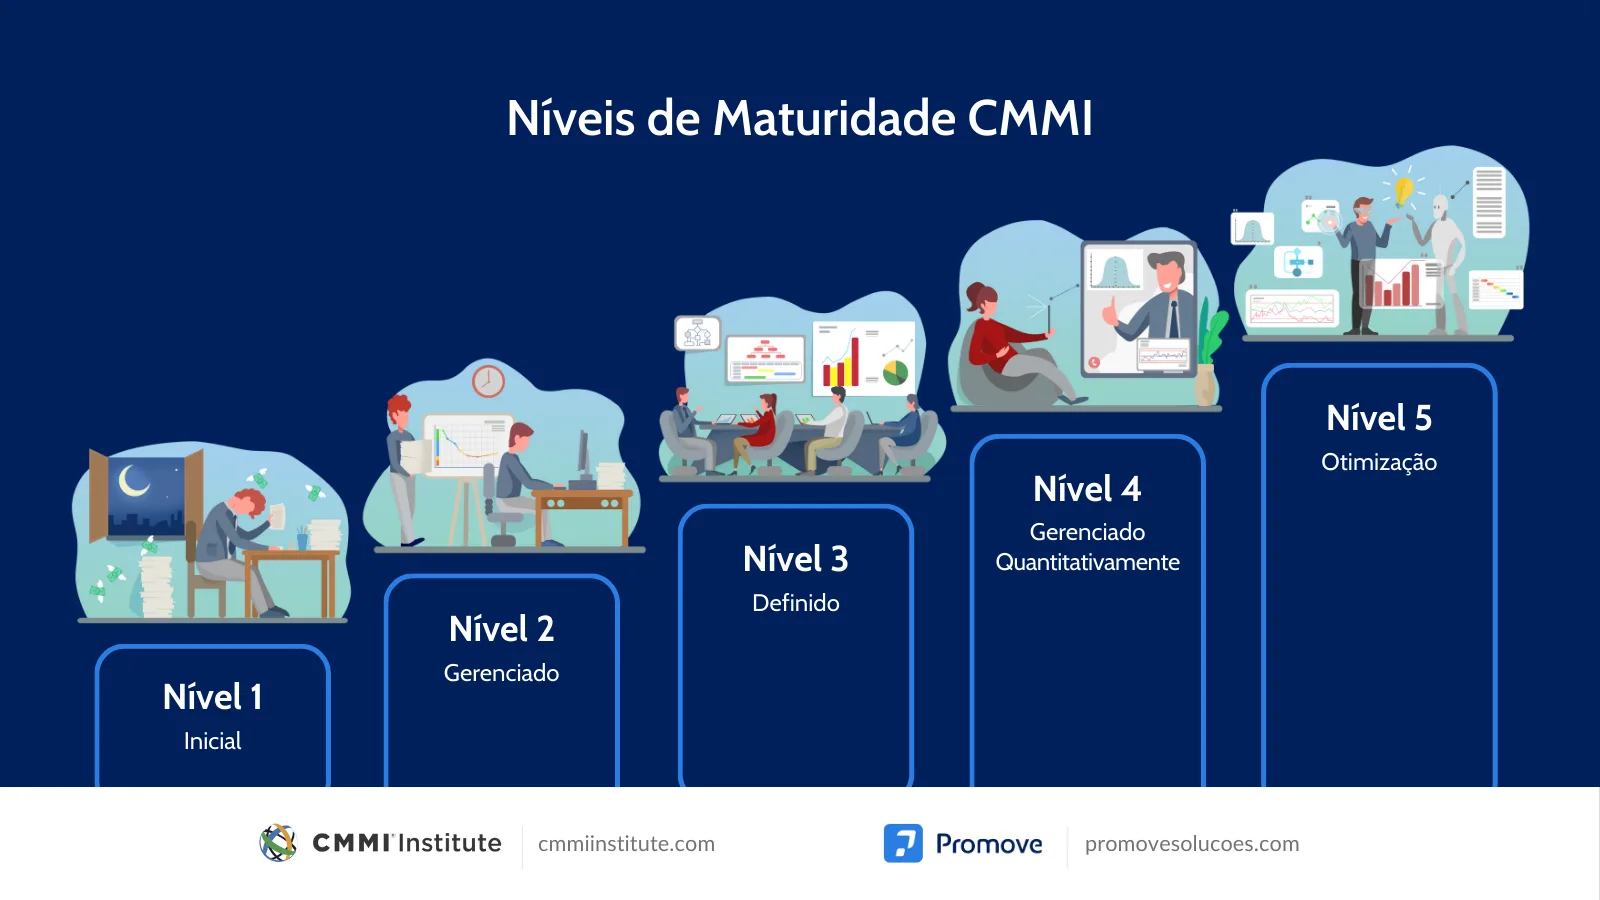 Níveis de Maturidade CMMI
Nível 1
Inicial
Nível 2
Gerenciado
Nível 3
Definido
Nível 4
Gerenciado
Quantitativamente
Nível 5
Otimização
CMMI Institute
cmmiinstitute.com
Promove
promovesolucoes.com